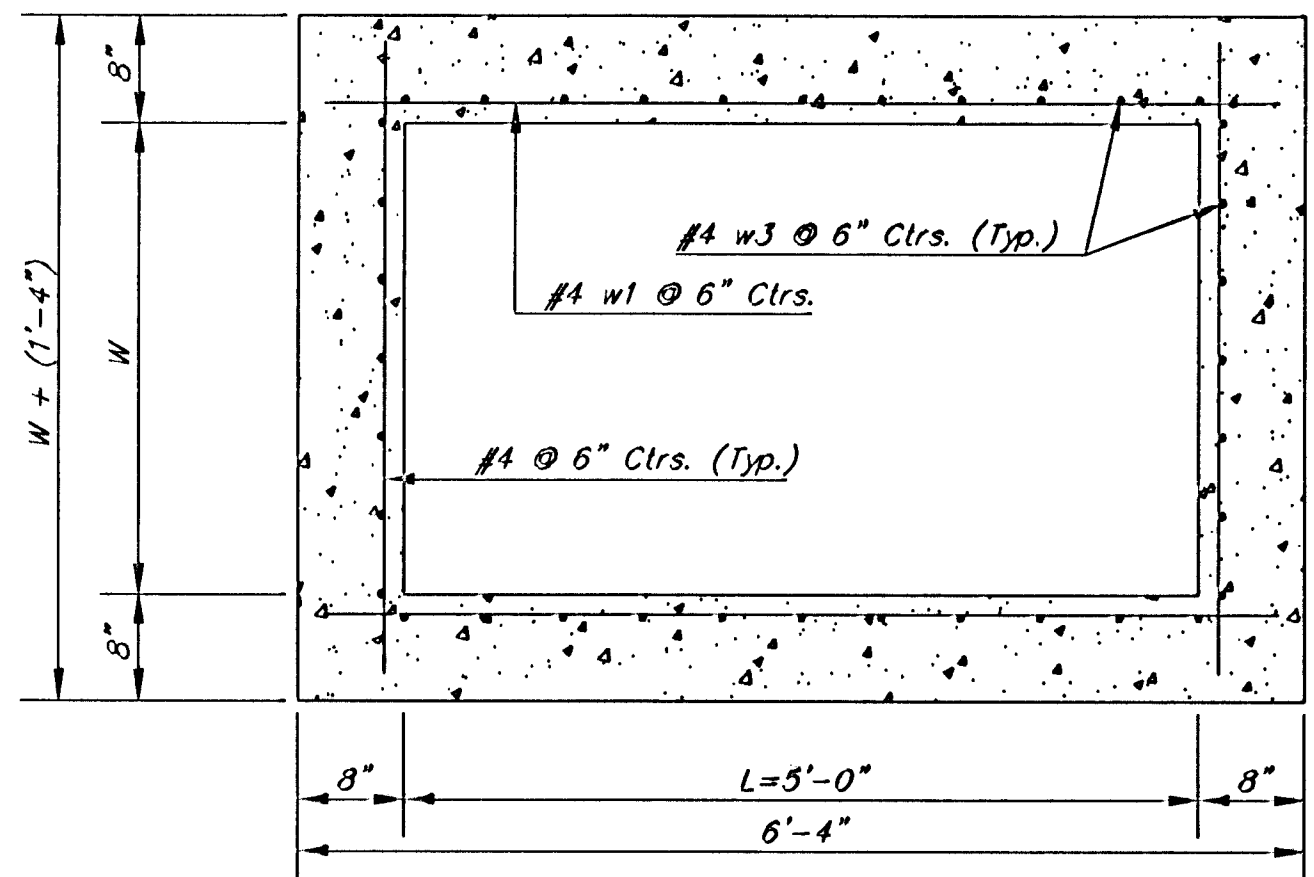 8"
W + (1'-4")
W
8"
#4 w3 @ 6" Ctrs. (Typ.)
#4 w1 @ 6" Ctrs.
#4 @ 6" Ctrs. (Typ.)
8"
L=5'-0"
8"
6'-4"